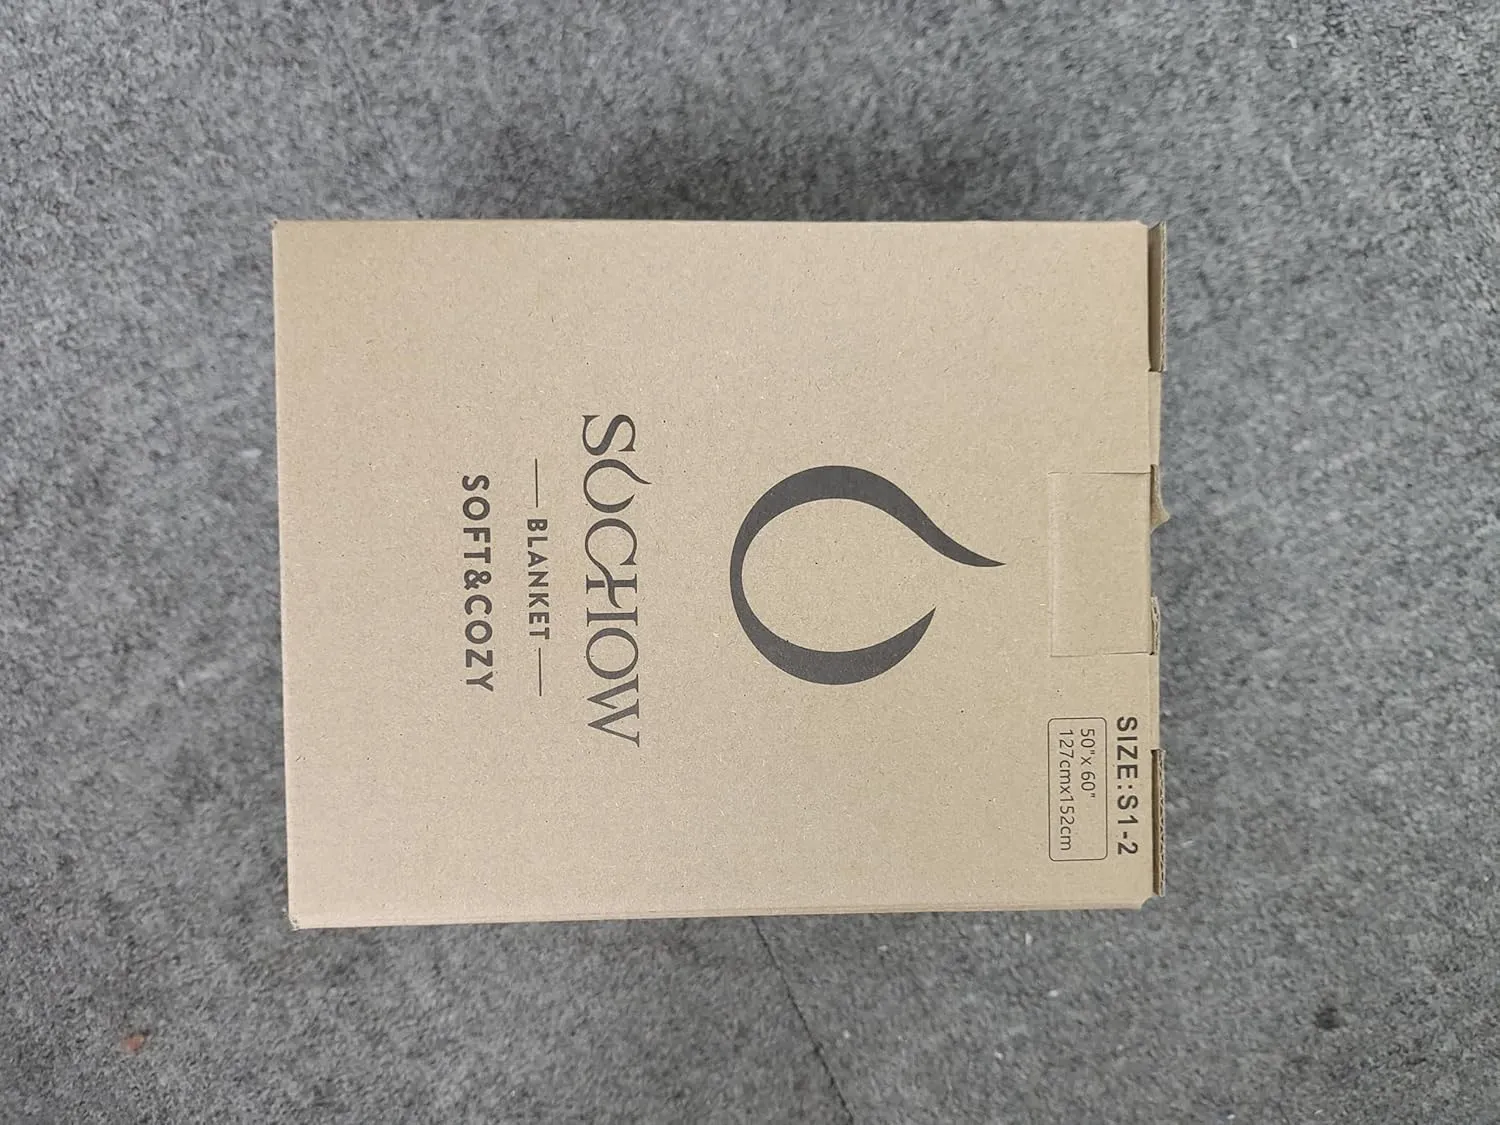 SIZE:S1-2
50"x 60"
127cmx152cm
SOCHOW
BLANKET
SOFT&COZY